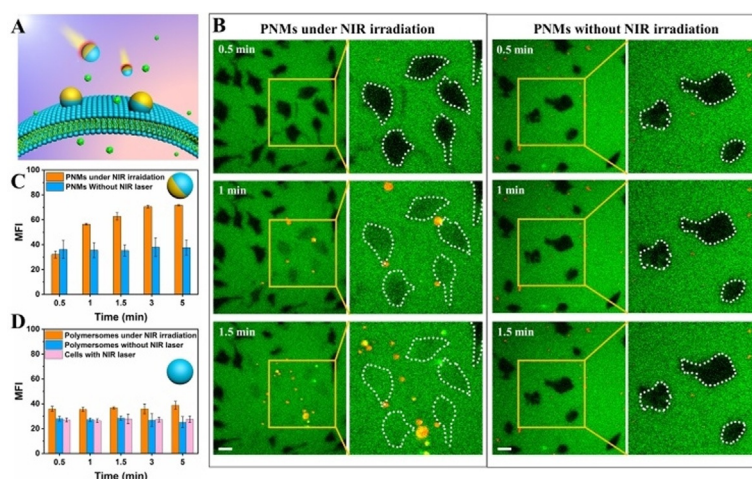 A
B
PNMs under NIR irradiation
PNMs without NIR irradiation
0.5 min
0.5 min
1 min
1 min
1.5 min
1.5 min
C
PNMs under NIR irraidation
PNMs Without NIR laser
MFI
100
80
60
40
20
0
0.5 1 1.5 3 5
Time (min)
D
Polymersomes under NIR irradiation
Polymersomes without NIR laser
Cells with NIR laser
MFI
100
80
60
40
20
0
0.5 1 1.5 3 5
Time (min)